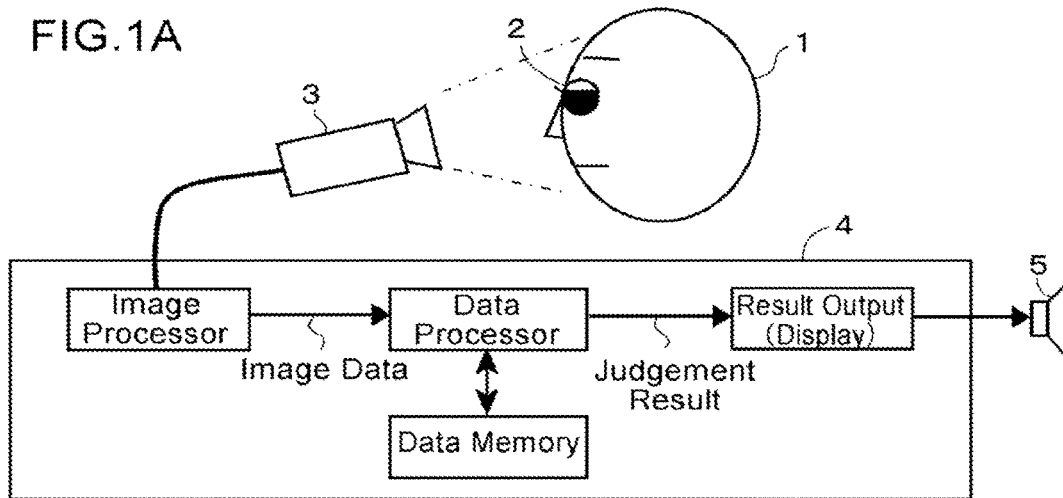 FIG.1A
2
1
3
4
5
Image
Processor
Data
Processor
Result Output
(Display)
Image Data
Judgement
Result
Data Memory